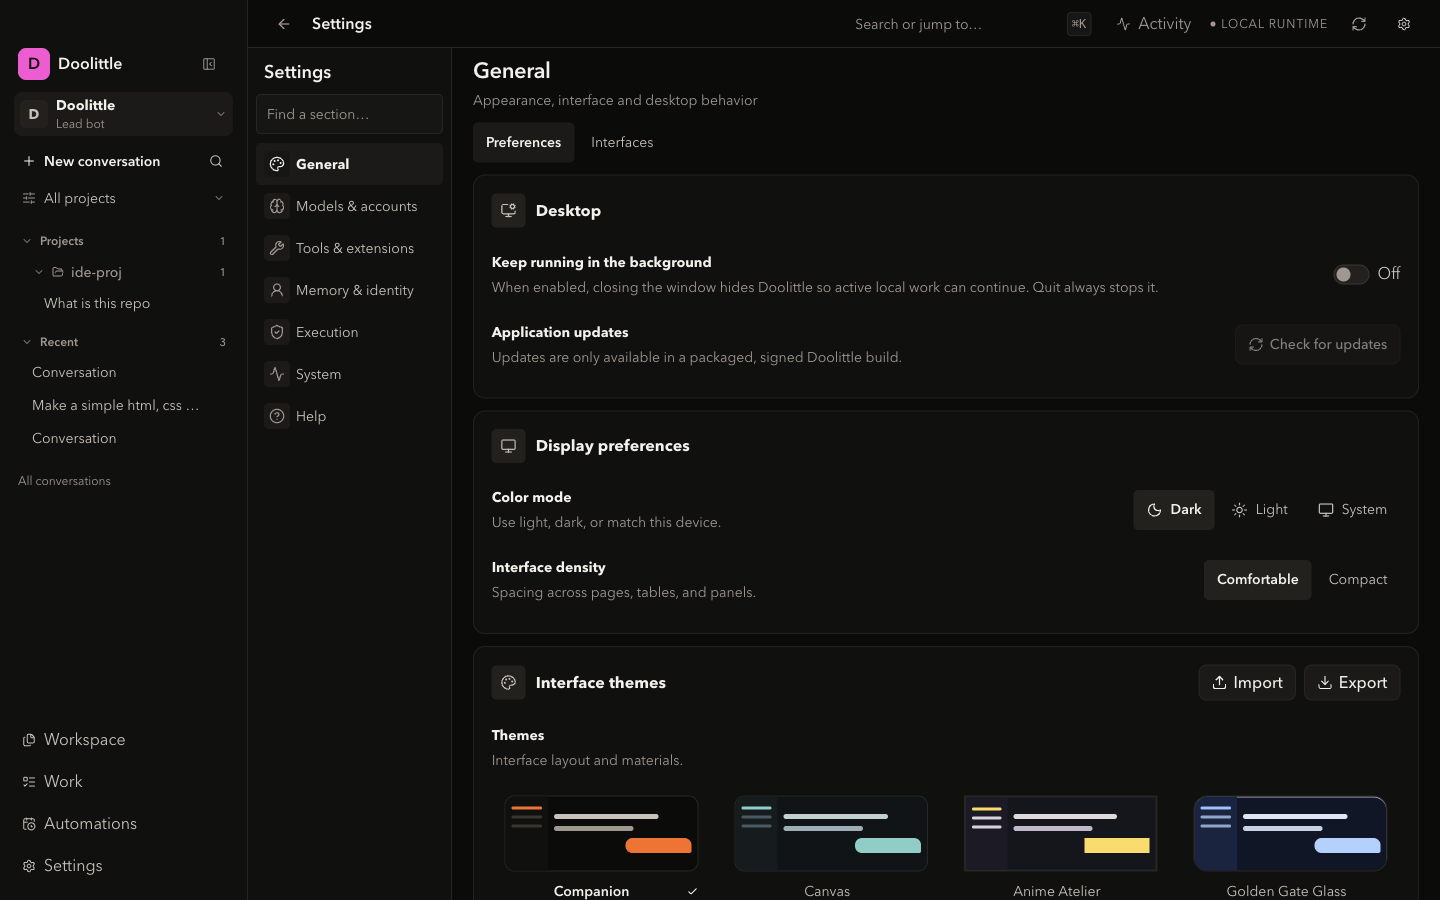 Settings
Search or jump to…
⌘K
Activity
LOCAL RUNTIME
D
Doolittle
D
Doolittle
Lead bot
New conversation
All projects
Projects
1
ide-proj
1
What is this repo
Recent
3
Conversation
Make a simple html, css …
Conversation
All conversations
Workspace
Work
Automations
Settings
Settings
Find a section…
General
Models & accounts
Tools & extensions
Memory & identity
Execution
System
Help
General
Appearance, interface and desktop behavior
Preferences
Interfaces
Desktop
Keep running in the background
When enabled, closing the window hides Doolittle so active local work can continue. Quit always stops it.
Off
Application updates
Updates are only available in a packaged, signed Doolittle build.
Check for updates
Display preferences
Color mode
Use light, dark, or match this device.
Dark
Light
System
Interface density
Spacing across pages, tables, and panels.
Comfortable
Compact
Interface themes
Import
Export
Themes
Interface layout and materials.
Companion
Canvas
Anime Atelier
Golden Gate Glass